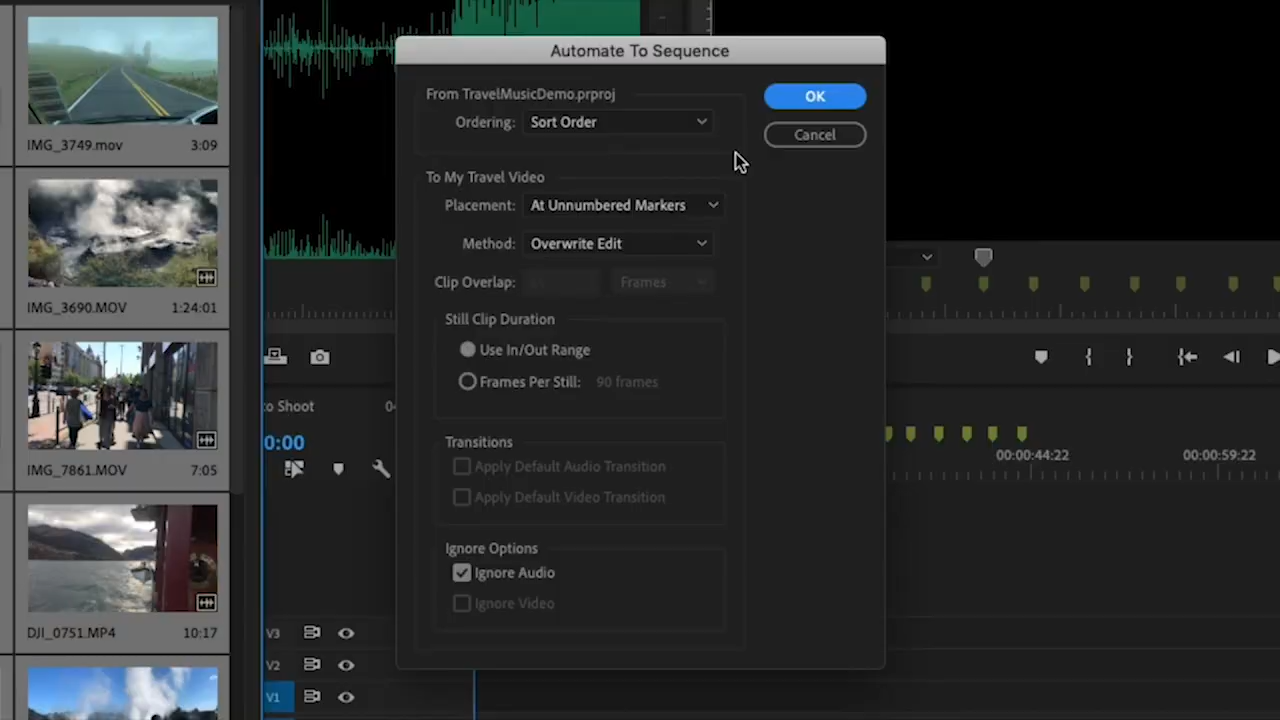 Automate To Sequence
From TravelMusicDemo.prproj
OK
Ordering: Sort Order
Cancel
To My Travel Video
Placement: At Unnumbered Markers
Method: Overwrite Edit
Clip Overlap: Frames
Still Clip Duration
Use In/Out Range
Frames Per Still: 90 frames
Transitions
Apply Default Audio Transition
Apply Default Video Transition
Ignore Options
Ignore Audio
Ignore Video
IMG_3749.mov 3:09
IMG_3690.MOV 1:24:01
IMG_7861.MOV 7:05
DJI_0751.MP4 10:17
to Shoot
0:00
00:00:44:22 00:00:59:22
V3
V2
V1